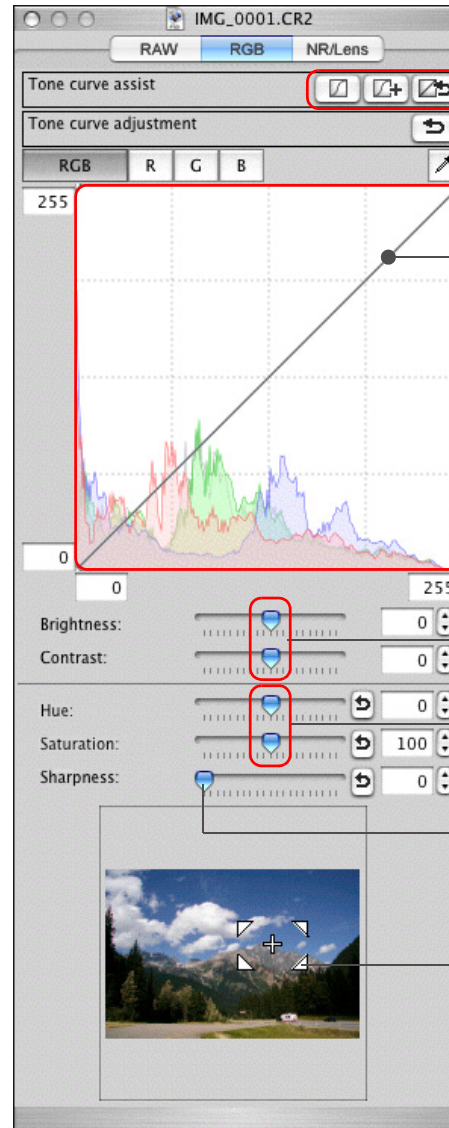 IMG_0001.CR2
RAW RGB NR/Lens
Tone curve assist
Tone curve adjustment
RGB R G B
255
0
0 255
Brightness: 0
Contrast: 0
Hue: 0
Saturation: 100
Sharpness: 0